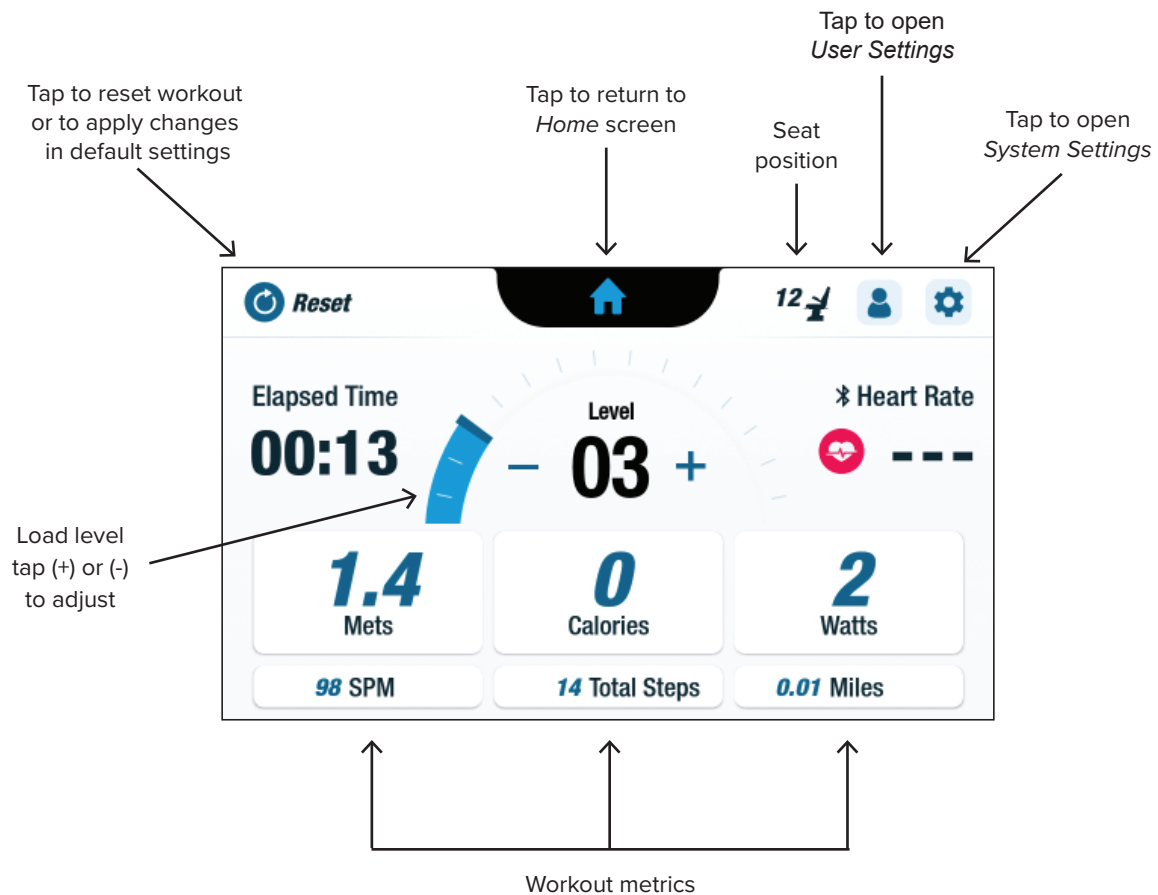 Tap to open
User Settings
Tap to reset workout
or to apply changes
in default settings
Tap to return to
Home screen
Seat
position
Tap to open
System Settings
Reset
12
Elapsed Time
00:13
Level
− 03 +
Heart Rate
---
Load level
tap (+) or (-)
to adjust
1.4
Mets
0
Calories
2
Watts
98 SPM
14 Total Steps
0.01 Miles
Workout metrics